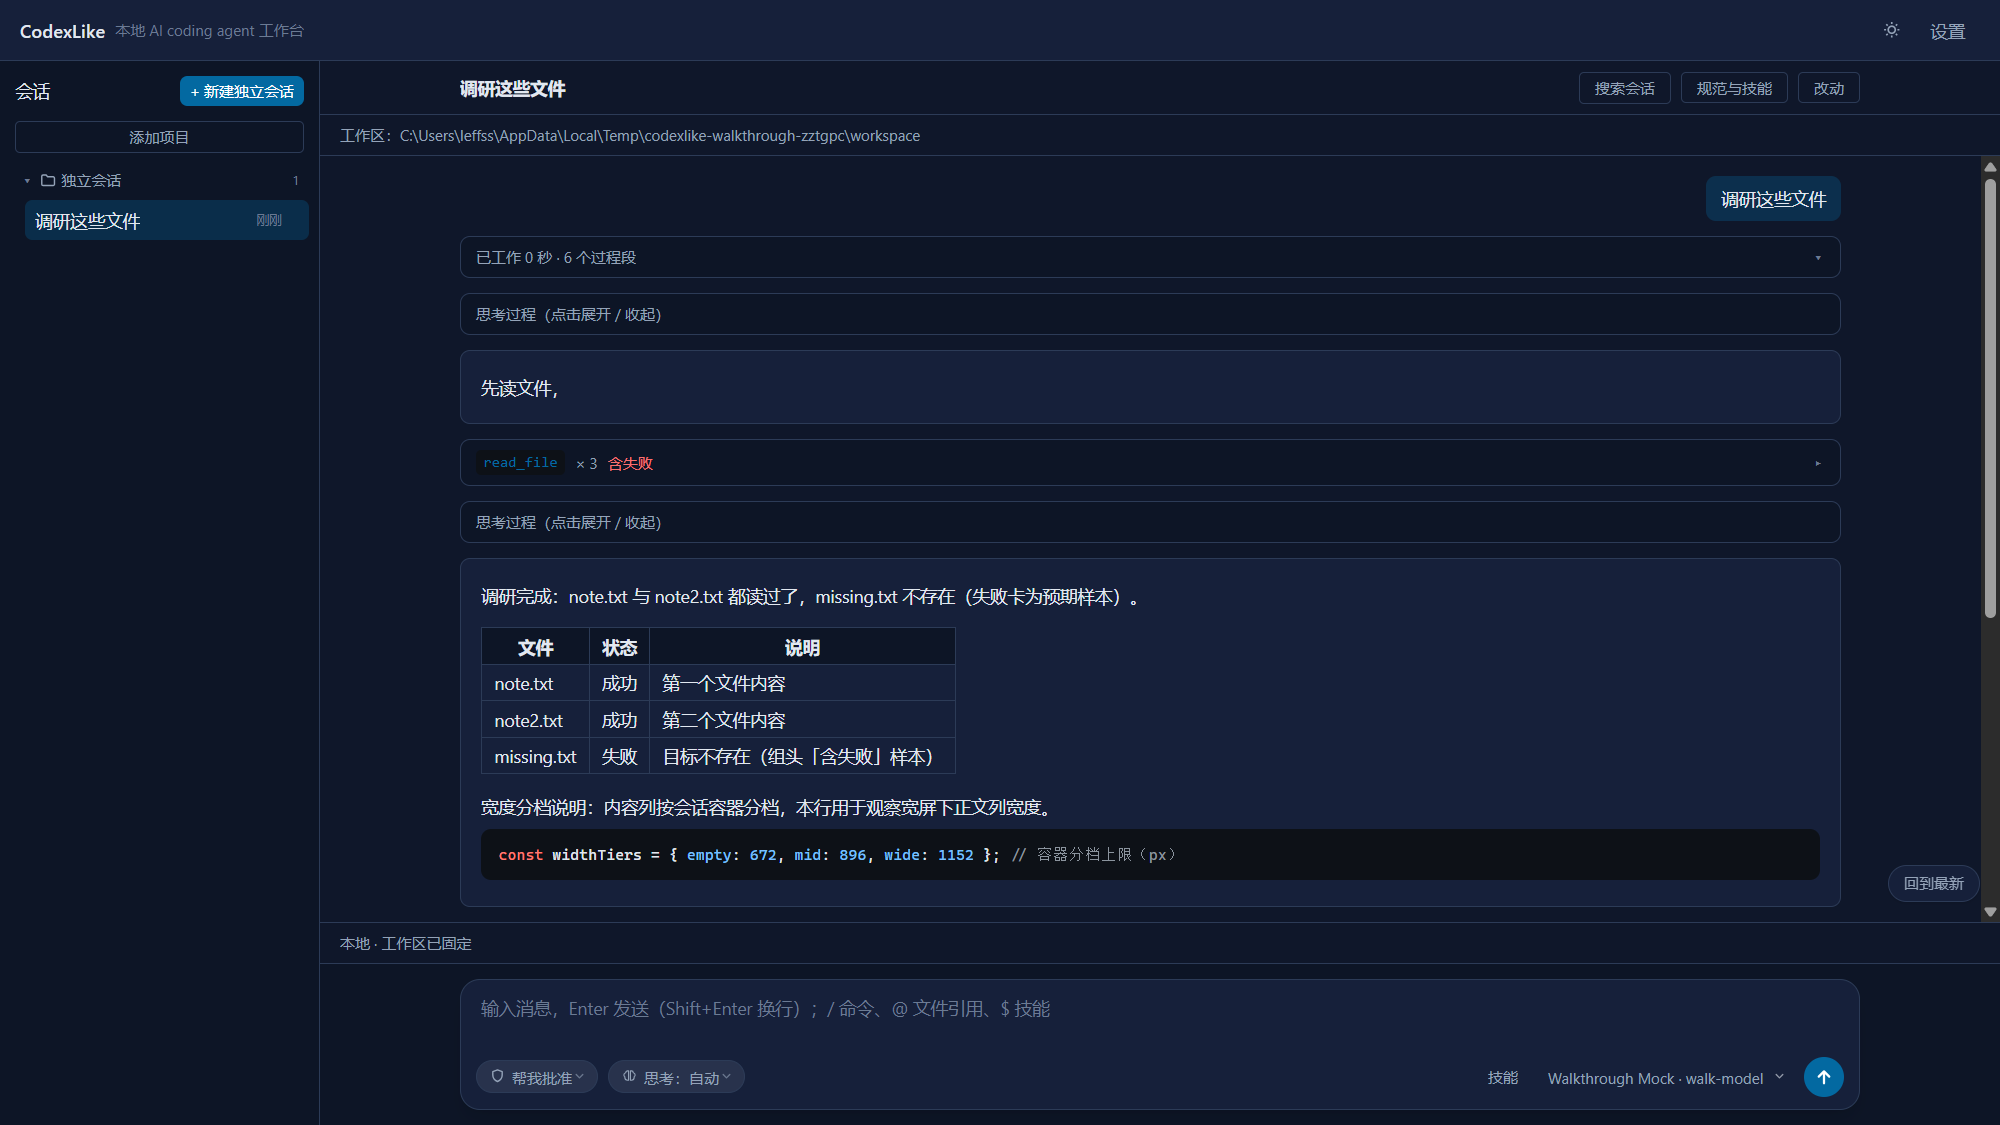 CodexLike 本地 AI coding agent 工作台
设置
会话
+ 新建独立会话
添加项目
独立会话 1
调研这些文件 刚刚
调研这些文件
搜索会话
规范与技能
改动
工作区：C:\Users\leffss\AppData\Local\Temp\codexlike-walkthrough-zztgpc\workspace
调研这些文件
已工作 0 秒 · 6 个过程段
思考过程（点击展开 / 收起）
先读文件，
read_file × 3 含失败
思考过程（点击展开 / 收起）
调研完成：note.txt 与 note2.txt 都读过了，missing.txt 不存在（失败卡为预期样本）。
文件 状态 说明
note.txt 成功 第一个文件内容
note2.txt 成功 第二个文件内容
missing.txt 失败 目标不存在（组头「含失败」样本）
宽度分档说明：内容列按会话容器分档，本行用于观察宽屏下正文列宽度。
const widthTiers = { empty: 672, mid: 896, wide: 1152 }; // 容器分档上限（px）
回到最新
本地 · 工作区已固定
输入消息，Enter 发送（Shift+Enter 换行）；/ 命令、@ 文件引用、$ 技能
帮我批准
思考：自动
技能
Walkthrough Mock · walk-model